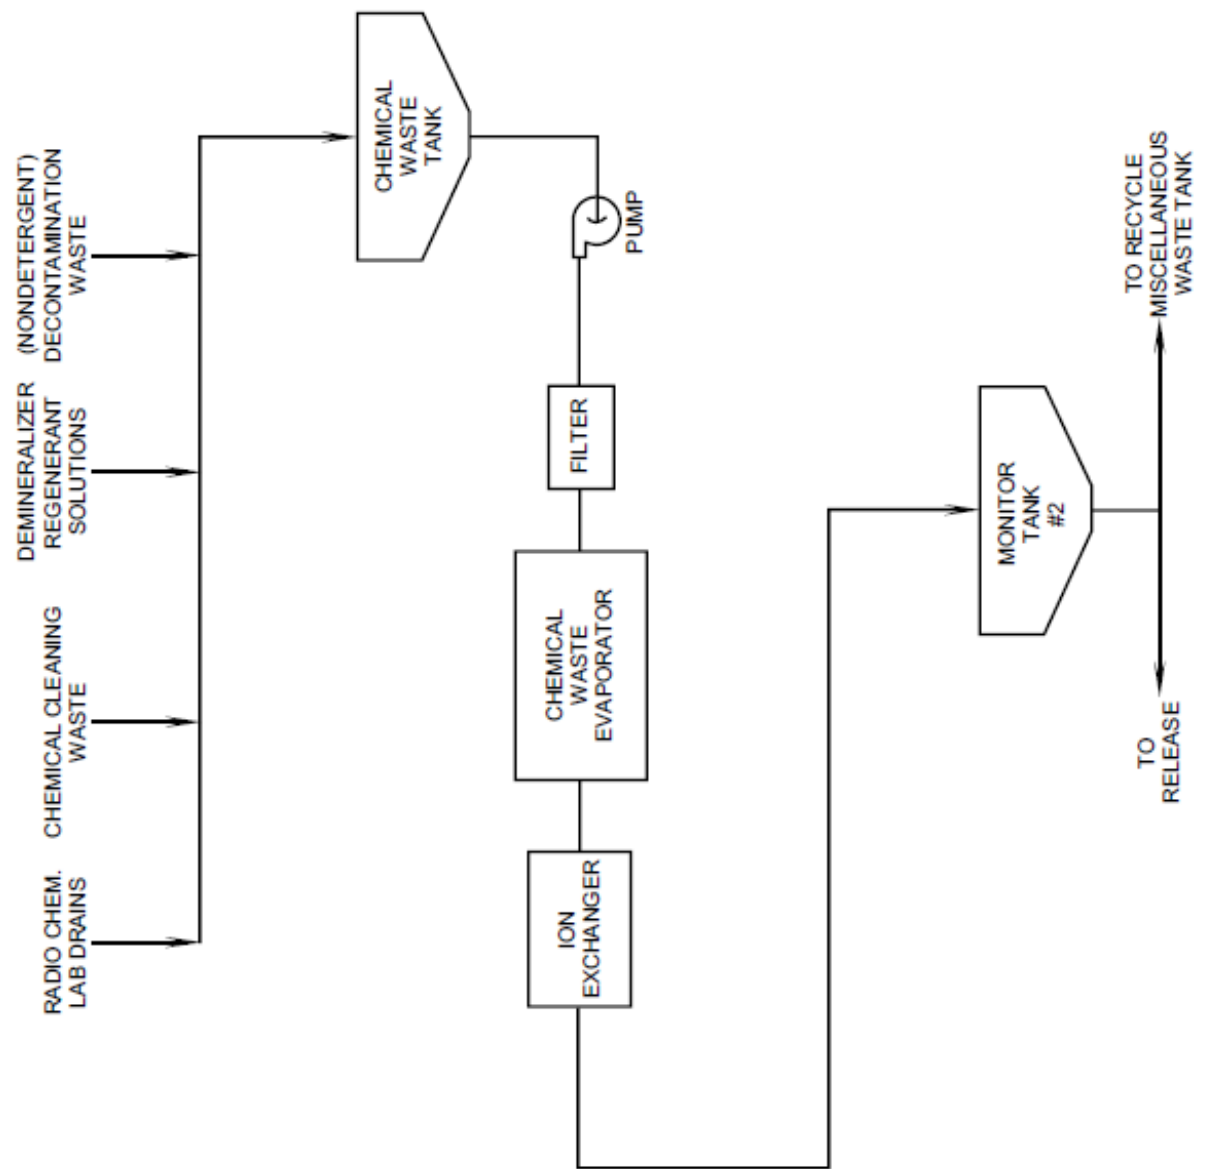 RADIO CHEM.
LAB DRAINS
CHEMICAL CLEANING
WASTE
DEMINERALIZER
REGENERANT
SOLUTIONS
(NONDETERGENT)
DECONTAMINATION
WASTE
CHEMICAL
WASTE
TANK
PUMP
FILTER
CHEMICAL
WASTE
EVAPORATOR
ION
EXCHANGER
MONITOR
TANK
#2
TO
RELEASE
TO RECYCLE
MISCELLANEOUS
WASTE TANK